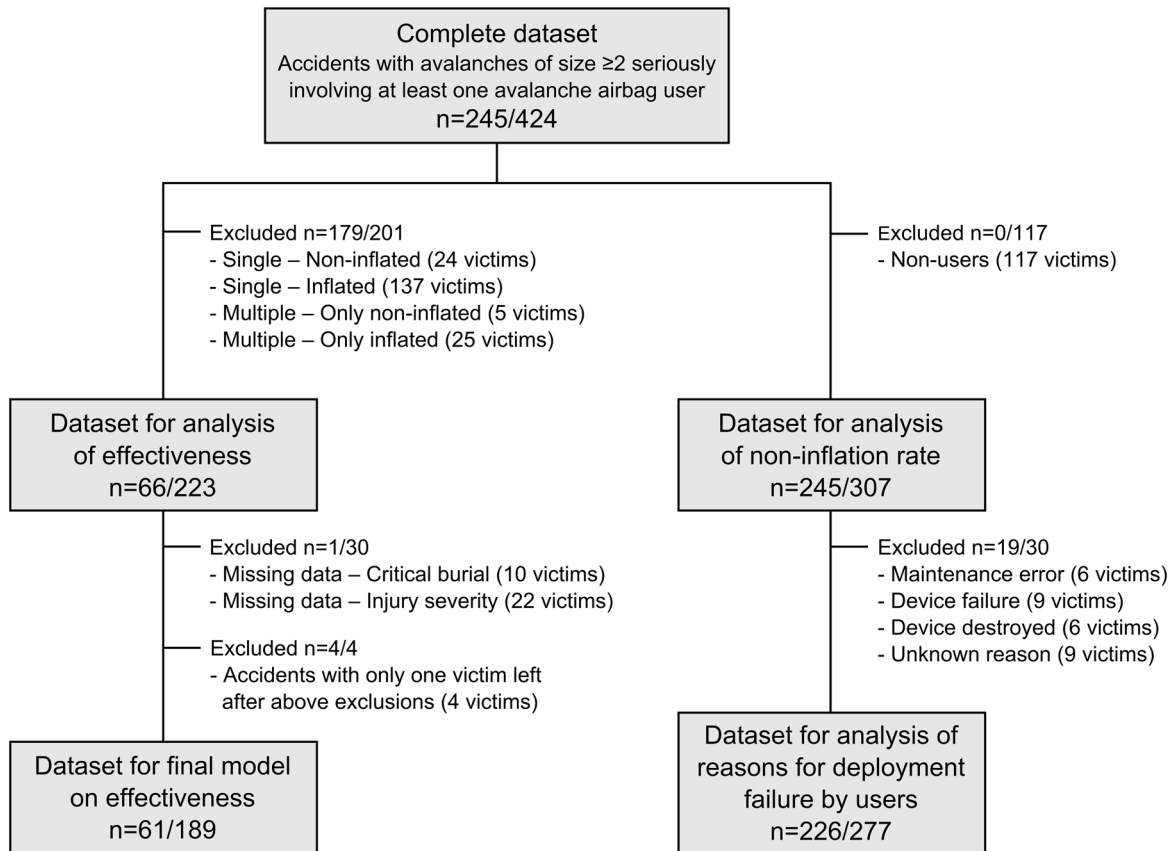 Complete dataset
Accidents with avalanches of size ≥2 seriously
involving at least one avalanche airbag user
n=245/424
Excluded n=179/201
- Single – Non-inflated (24 victims)
- Single – Inflated (137 victims)
- Multiple – Only non-inflated (5 victims)
- Multiple – Only inflated (25 victims)
Excluded n=0/117
- Non-users (117 victims)
Dataset for analysis
of effectiveness
n=66/223
Dataset for analysis
of non-inflation rate
n=245/307
Excluded n=1/30
- Missing data – Critical burial (10 victims)
- Missing data – Injury severity (22 victims)
Excluded n=4/4
- Accidents with only one victim left
after above exclusions (4 victims)
Excluded n=19/30
- Maintenance error (6 victims)
- Device failure (9 victims)
- Device destroyed (6 victims)
- Unknown reason (9 victims)
Dataset for final model
on effectiveness
n=61/189
Dataset for analysis of
reasons for deployment
failure by users
n=226/277